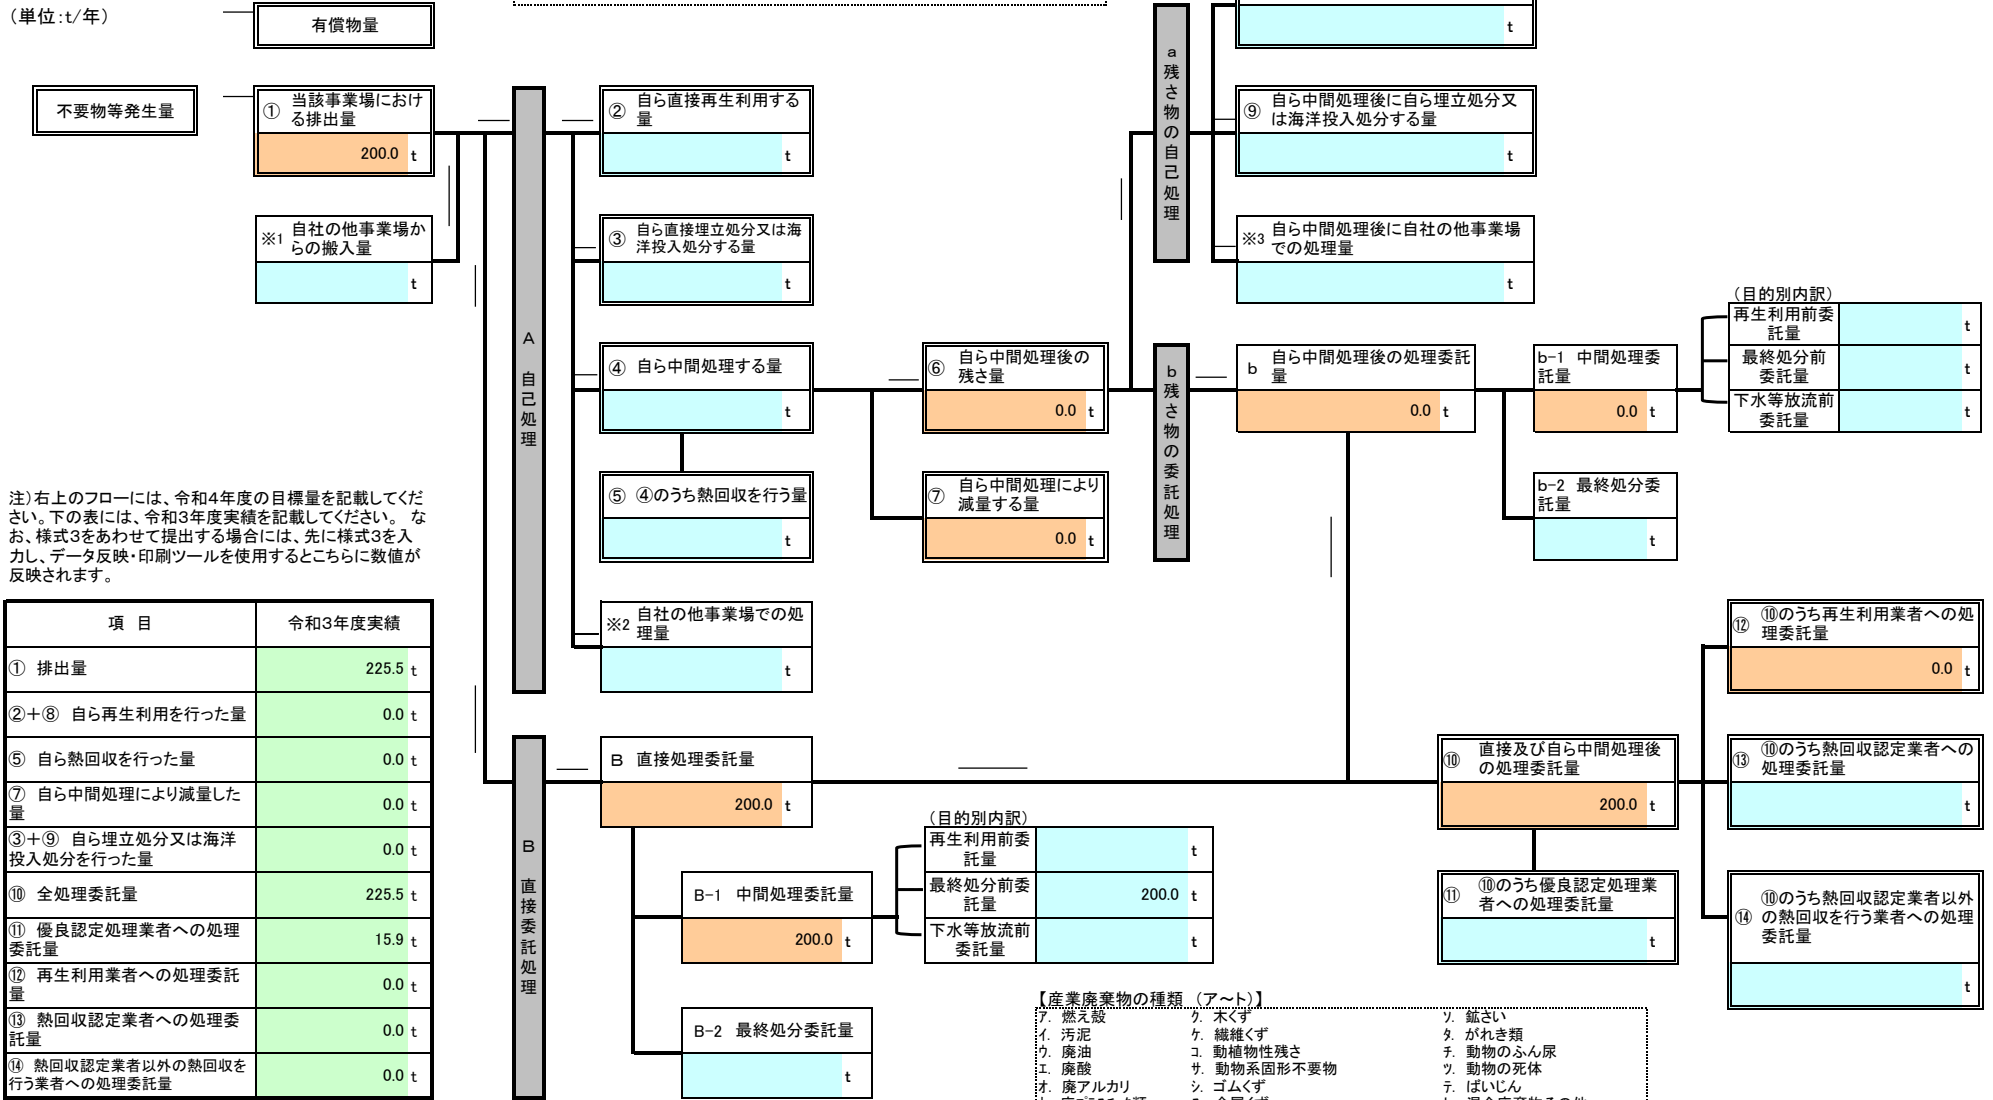 （単位：t/年）
有償物量
t
不要物等発生量
① 当該事業場におけ
る排出量
200.0 t
※1 自社の他事業場か
らの搬入量
t
A 自己処理
② 自ら直接再生利用する
量
t
③ 自ら直接埋立処分又は海
洋投入処分する量
t
④ 自ら中間処理する量
t
⑤ ④のうち熱回収を行う量
t
※2 自社の他事業場での処
理量
t
⑥ 自ら中間処理後の
残さ量
0.0 t
⑦ 自ら中間処理により
減量する量
0.0 t
a 残さ物の自己処理
⑨ 自ら中間処理後に自ら埋立処分又
は海洋投入処分する量
t
※3 自ら中間処理後に自社の他事業場
での処理量
t
b 残さ物の委託処理
b 自ら中間処理後の処理委託
量
0.0 t
b-1 中間処理委
託量
0.0 t
b-2 最終処分委
託量
t
（目的別内訳）
再生利用前委
託量
t
最終処分前
委託量
t
下水等放流前
委託量
t
注）右上のフローには、令和４年度の目標量を記載してくだ
さい。下の表には、令和３年度実績を記載してください。 な
お、様式３をあわせて提出する場合には、先に様式３を入
力し、データ反映・印刷ツールを使用するとこちらに数値が
反映されます。
項 目 令和３年度実績
① 排出量 225.5 t
②＋⑧ 自ら再生利用を行った量 0.0 t
⑤ 自ら熱回収を行った量 0.0 t
⑦ 自ら中間処理により減量した
量 0.0 t
③＋⑨ 自ら埋立処分又は海洋
投入処分を行った量 0.0 t
⑩ 全処理委託量 225.5 t
⑪ 優良認定処理業者への処理
委託量 15.9 t
⑫ 再生利用業者への処理委託
量 0.0 t
⑬ 熱回収認定業者への処理委
託量 0.0 t
⑭ 熱回収認定業者以外の熱回収を
行う業者への処理委託量 0.0 t
B 直接委託処理
B 直接処理委託量
200.0 t
B-1 中間処理委託量
200.0 t
B-2 最終処分委託量
t
（目的別内訳）
再生利用前委
託量
t
最終処分前委
託量
200.0 t
下水等放流前
委託量
t
⑩ 直接及び自ら中間処理後
の処理委託量
200.0 t
⑪ ⑩のうち優良認定処理業
者への処理委託量
t
⑫ ⑩のうち再生利用業者への処
理委託量
0.0 t
⑬ ⑩のうち熱回収認定業者への
処理委託量
t
⑭ ⑩のうち熱回収認定業者以外
の熱回収を行う業者への処理
委託量
t
【産業廃棄物の種類 （ア～ト）】
ア. 燃え殻 ク. 木くず ソ. 鉱さい
イ. 汚泥 ケ. 繊維くず タ. がれき類
ウ. 廃油 コ. 動植物性残さ チ. 動物のふん尿
エ. 廃酸 サ. 動物系固形不要物 ツ. 動物の死体
オ. 廃アルカリ シ. ゴムくず テ. ばいじん